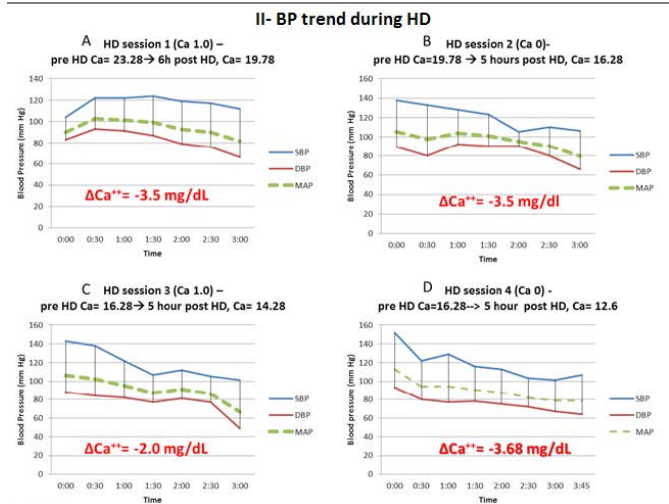 II- BP trend during HD
A
HD session 1 (Ca 1.0) –
pre HD Ca= 23.28→ 6h post HD, Ca= 19.78
Blood Pressure (mm Hg)
140
120
100
80
60
40
20
0
0:00 0:30 1:00 1:30 2:00 2:30 3:00
Time
SBP
DBP
MAP
ΔCa⁺⁺= -3.5 mg/dL
B
HD session 2 (Ca 0)-
pre HD Ca=19.78 → 5 hours post HD, Ca= 16.28
Blood Pressure (mm Hg)
160
140
120
100
80
60
40
20
0
0:00 0:30 1:00 1:30 2:00 2:30 3:00
Time
SBP
DBP
MAP
ΔCa⁺⁺= -3.5 mg/dl
C
HD session 3 (Ca 1.0) –
pre HD Ca= 16.28→ 5 hour post HD, Ca= 14.28
Blood Pressure (mm Hg)
160
140
120
100
80
60
40
20
0
0:00 0:30 1:00 1:30 2:00 2:30 3:00
Time
SBP
DBP
MAP
ΔCa⁺⁺= -2.0 mg/dL
D
HD session 4 (Ca 0) -
pre HD Ca=16.28--> 5 hour post HD, Ca= 12.6
Blood Pressure (mm Hg)
160
140
120
100
80
60
40
20
0
0:00 0:30 1:00 1:30 2:00 2:30 3:00 3:45
Time
SBP
DBP
MAP
ΔCa⁺⁺= -3.68 mg/dL